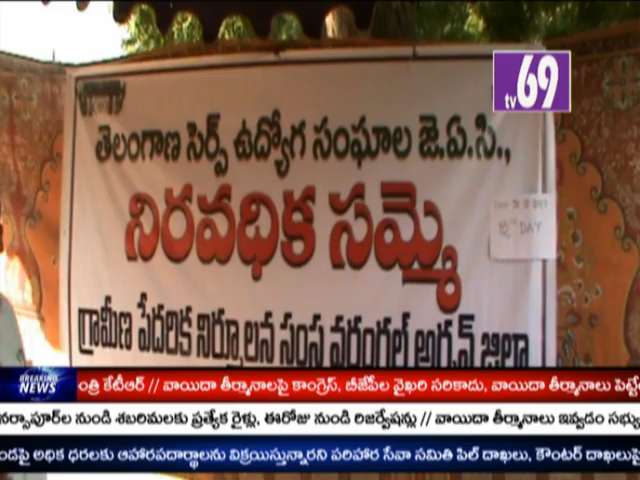 tv69
తెలంగాణ సెర్ప్ ఉద్యోగ సంఘాల జె.ఏ.సి.,
నిరవధిక సమ్మె
DAY
గ్రామీణ పేదరిక నిర్మూలన సంస్థ వరంగల్ అర్బన్ జిల్లా
BREAKING NEWS
ంత్రి కేటీఆర్ // వాయిదా తీర్మానాలపై కాంగ్రెస్, బీజేపీల వైఖరి సరికాదు, వాయిదా తీర్మానాలు పెట్టే
నర్సాపూర్‌ల నుండి శబరిమలకు ప్రత్యేక రైళ్లు, ఈరోజు నుండి రిజర్వేషన్లు // వాయిదా తీర్మానాలు ఇవ్వడం సభ్యు
ండపై అధిక ధరలకు ఆహారపదార్థాలను విక్రయిస్తున్నారని పరిహార సేవా సమితి పిల్ దాఖలు, కౌంటర్ దాఖలుపై